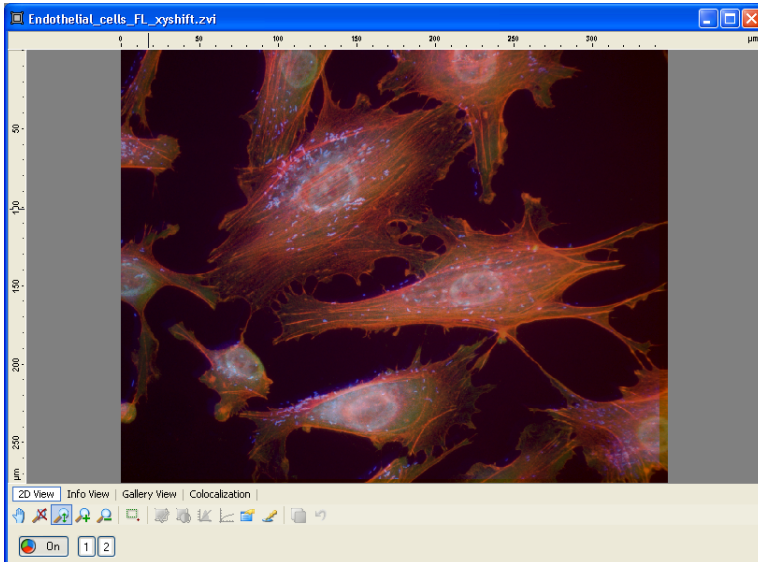 Endothelial_cells_FL_xyshift.zvi
0 50 100 150 200 250 300 µm
50
100
150
200
250
µm
2D View Info View Gallery View Colocalization
On 1 2